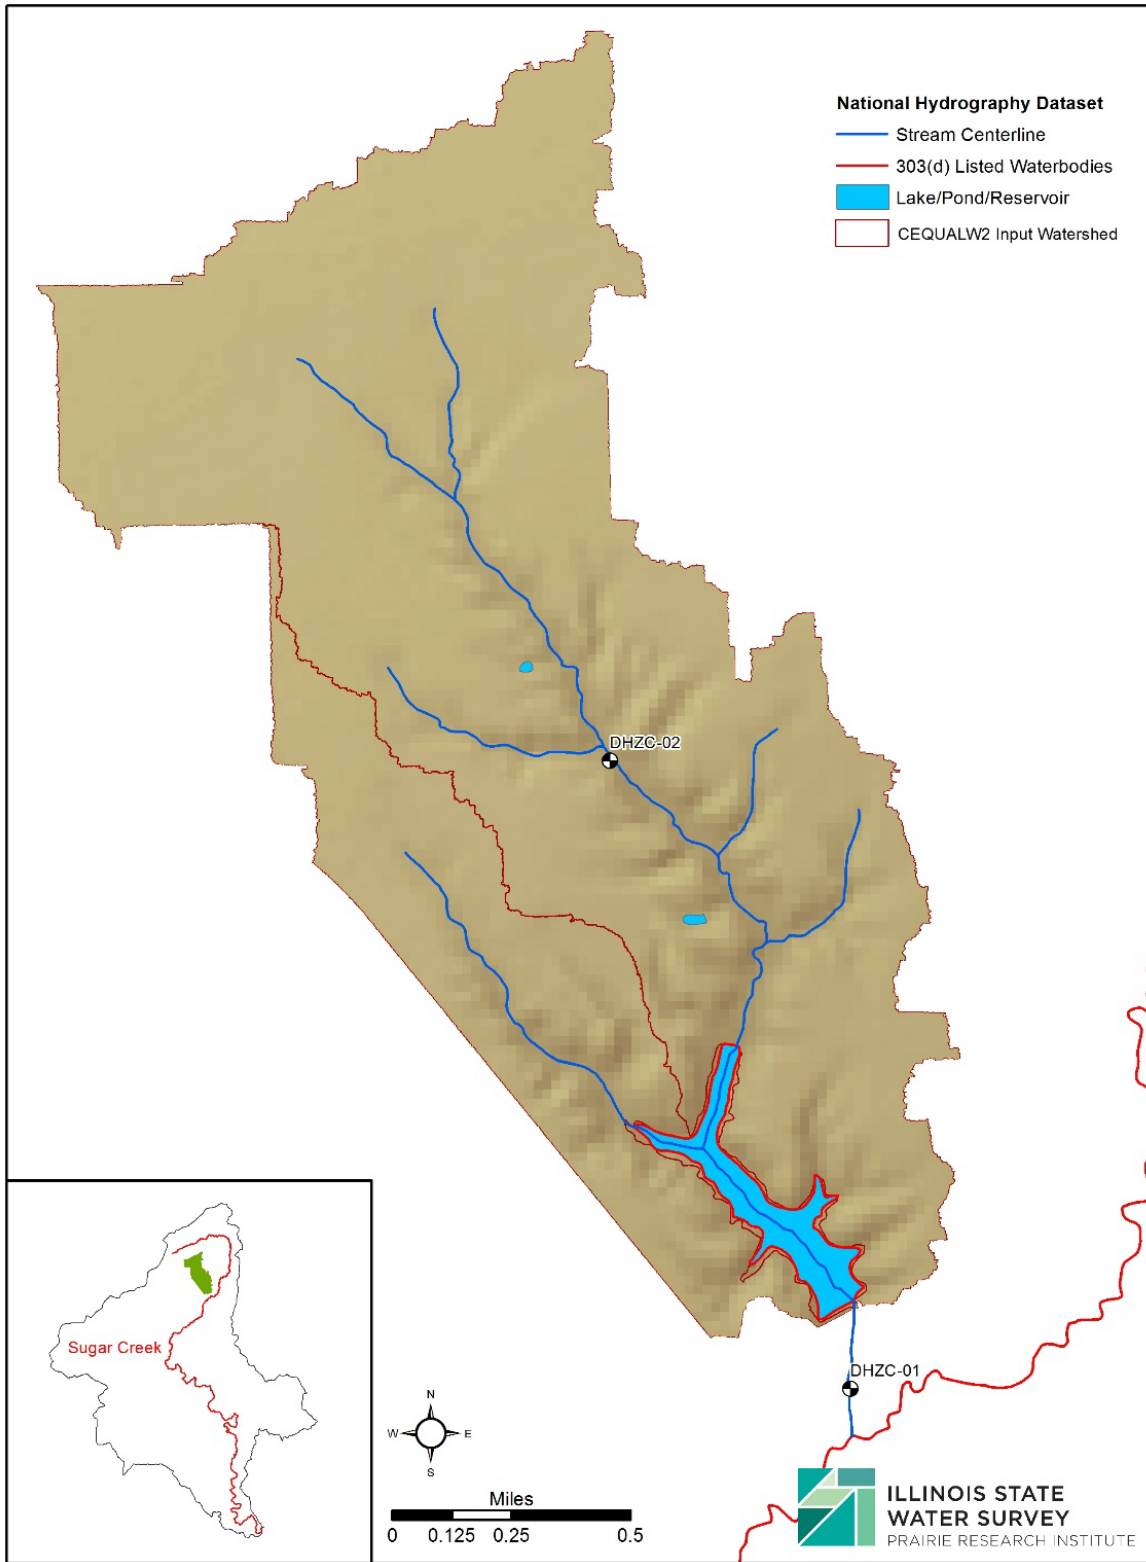 National Hydrography Dataset
Stream Centerline
303(d) Listed Waterbodies
Lake/Pond/Reservoir
CEQUALW2 Input Watershed
DHZC-02
DHZC-01
Sugar Creek
N
W E
S
Miles
0 0.125 0.25 0.5
ILLINOIS STATE
WATER SURVEY
PRAIRIE RESEARCH INSTITUTE